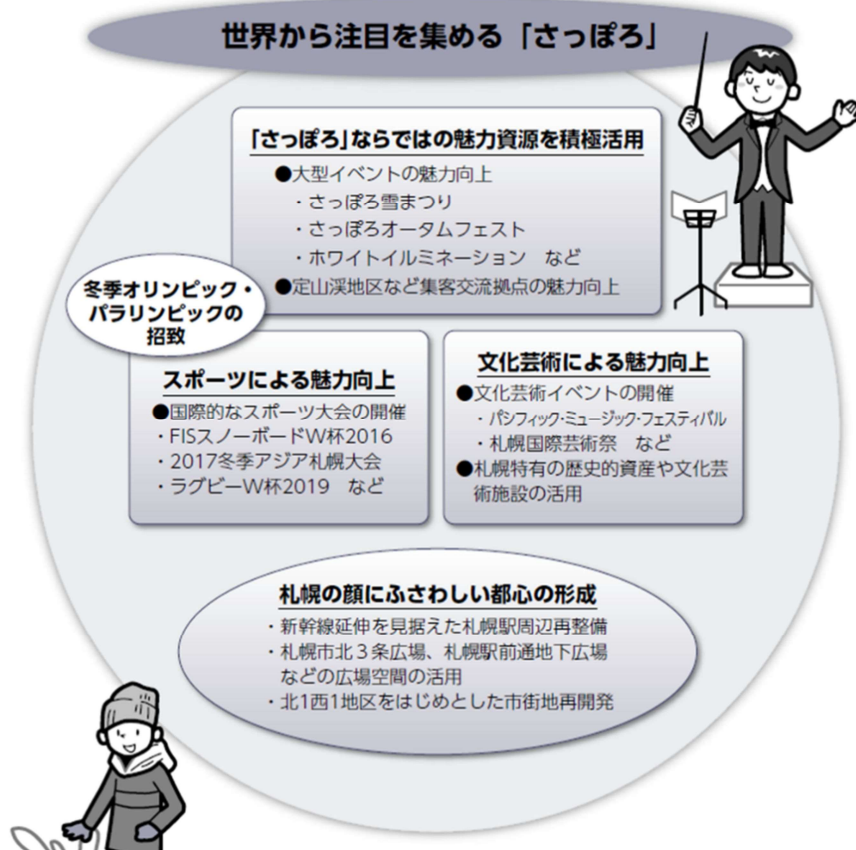 世界から注目を集める「さっぽろ」
「さっぽろ」ならではの魅力資源を積極活用
●大型イベントの魅力向上
・さっぽろ雪まつり
・さっぽろオータムフェスト
・ホワイトイルミネーション　など
●定山渓地区など集客交流拠点の魅力向上
冬季オリンピック・
パラリンピックの
招致
スポーツによる魅力向上
●国際的なスポーツ大会の開催
・FISスノーボードW杯2016
・2017冬季アジア札幌大会
・ラグビーW杯2019　など
文化芸術による魅力向上
●文化芸術イベントの開催
・パシフィック・ミュージック・フェスティバル
・札幌国際芸術祭　など
●札幌特有の歴史的資産や文化芸
術施設の活用
札幌の顔にふさわしい都心の形成
・新幹線延伸を見据えた札幌駅周辺再整備
・札幌市北３条広場、札幌駅前通地下広場
などの広場空間の活用
・北1西1地区をはじめとした市街地再開発